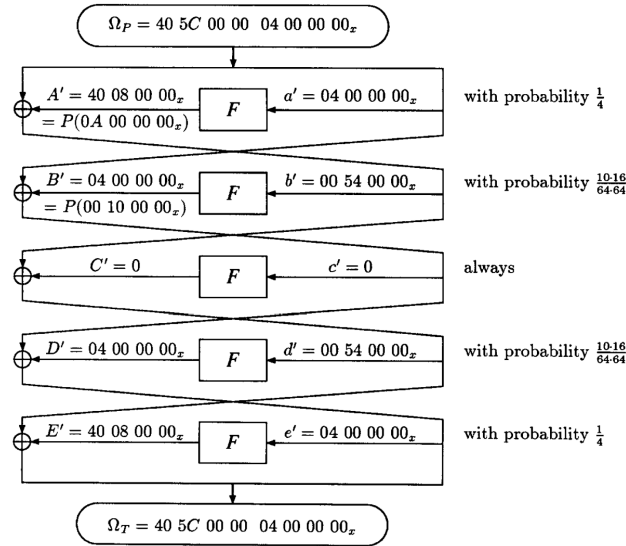 Ω_P = 40 5C 00 00 04 00 00 00_x
A' = 40 08 00 00_x F a' = 04 00 00 00_x with probability 1/4
= P(0A 00 00 00_x)
B' = 04 00 00 00_x F b' = 00 54 00 00_x with probability 10·16/64·64
= P(00 10 00 00_x)
C' = 0 F c' = 0 always
D' = 04 00 00 00_x F d' = 00 54 00 00_x with probability 10·16/64·64
E' = 40 08 00 00_x F e' = 04 00 00 00_x with probability 1/4
Ω_T = 40 5C 00 00 04 00 00 00_x